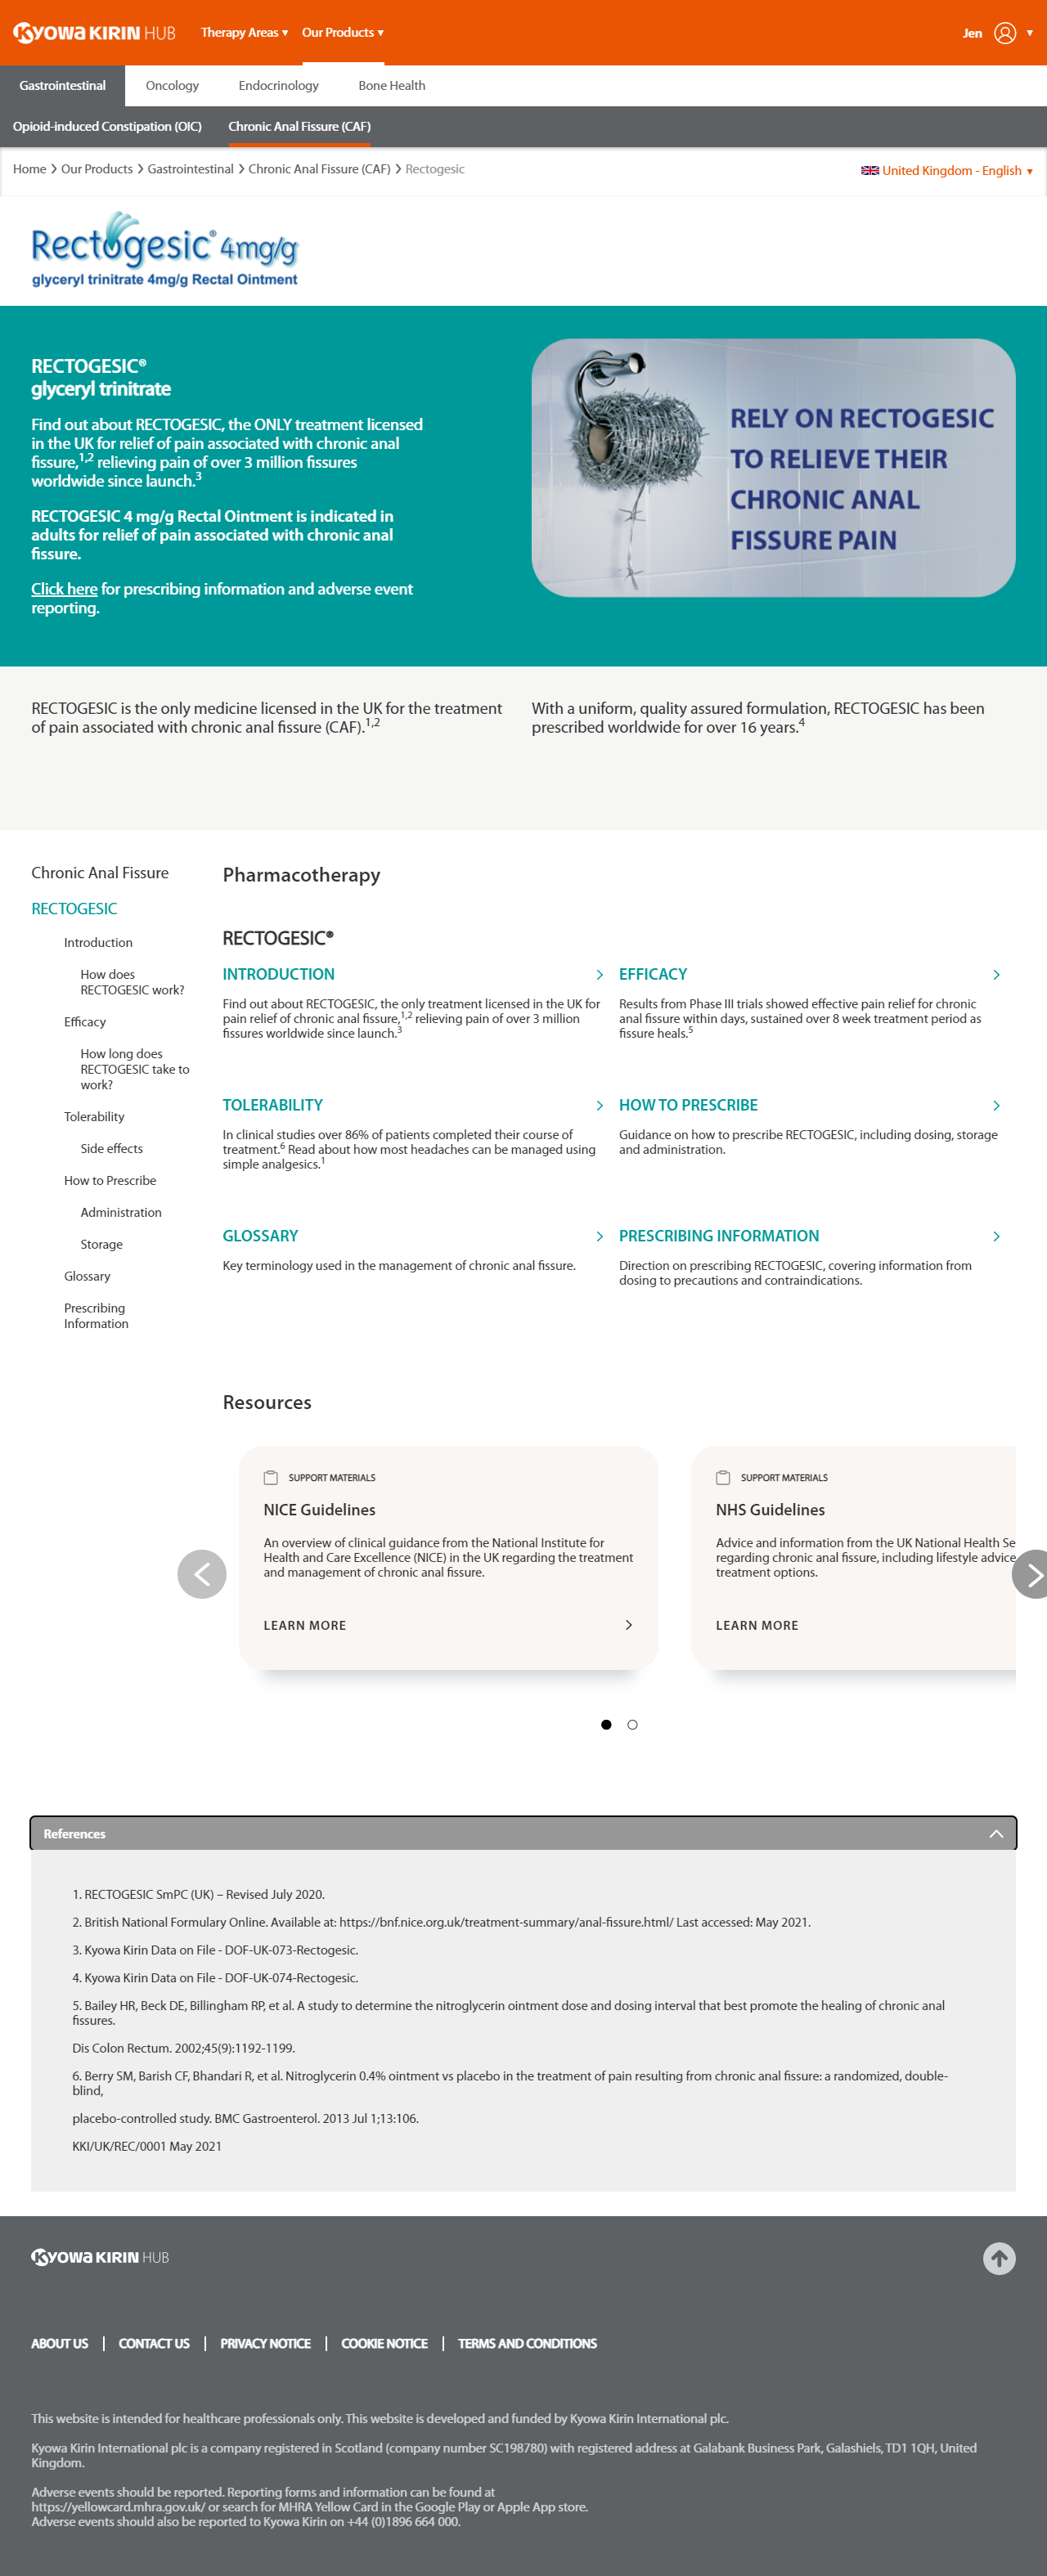 KYOWA KIRIN HUB
Therapy Areas ▼ Our Products ▼
Jen ▼
Gastrointestinal Oncology Endocrinology Bone Health
Opioid-induced Constipation (OIC) Chronic Anal Fissure (CAF)
Home > Our Products > Gastrointestinal > Chronic Anal Fissure (CAF) > Rectogesic
United Kingdom - English ▼
Rectogesic® 4mg/g
glyceryl trinitrate 4mg/g Rectal Ointment
RECTOGESIC®
glyceryl trinitrate
Find out about RECTOGESIC, the ONLY treatment licensed
in the UK for relief of pain associated with chronic anal
fissure,1,2 relieving pain of over 3 million fissures
worldwide since launch.3
RECTOGESIC 4 mg/g Rectal Ointment is indicated in
adults for relief of pain associated with chronic anal
fissure.
Click here for prescribing information and adverse event
reporting.
RELY ON RECTOGESIC
TO RELIEVE THEIR
CHRONIC ANAL
FISSURE PAIN
RECTOGESIC is the only medicine licensed in the UK for the treatment
of pain associated with chronic anal fissure (CAF).1,2
With a uniform, quality assured formulation, RECTOGESIC has been
prescribed worldwide for over 16 years.4
Chronic Anal Fissure
RECTOGESIC
Introduction
How does
RECTOGESIC work?
Efficacy
How long does
RECTOGESIC take to
work?
Tolerability
Side effects
How to Prescribe
Administration
Storage
Glossary
Prescribing
Information
Pharmacotherapy
RECTOGESIC®
INTRODUCTION
Find out about RECTOGESIC, the only treatment licensed in the UK for
pain relief of chronic anal fissure,1,2 relieving pain of over 3 million
fissures worldwide since launch.3
EFFICACY
Results from Phase III trials showed effective pain relief for chronic
anal fissure within days, sustained over 8 week treatment period as
fissure heals.5
TOLERABILITY
In clinical studies over 86% of patients completed their course of
treatment.6 Read about how most headaches can be managed using
simple analgesics.1
HOW TO PRESCRIBE
Guidance on how to prescribe RECTOGESIC, including dosing, storage
and administration.
GLOSSARY
Key terminology used in the management of chronic anal fissure.
PRESCRIBING INFORMATION
Direction on prescribing RECTOGESIC, covering information from
dosing to precautions and contraindications.
Resources
SUPPORT MATERIALS
NICE Guidelines
An overview of clinical guidance from the National Institute for
Health and Care Excellence (NICE) in the UK regarding the treatment
and management of chronic anal fissure.
LEARN MORE
SUPPORT MATERIALS
NHS Guidelines
Advice and information from the UK National Health Se
regarding chronic anal fissure, including lifestyle advice
treatment options.
LEARN MORE
References
1. RECTOGESIC SmPC (UK) – Revised July 2020.
2. British National Formulary Online. Available at: https://bnf.nice.org.uk/treatment-summary/anal-fissure.html/ Last accessed: May 2021.
3. Kyowa Kirin Data on File - DOF-UK-073-Rectogesic.
4. Kyowa Kirin Data on File - DOF-UK-074-Rectogesic.
5. Bailey HR, Beck DE, Billingham RP, et al. A study to determine the nitroglycerin ointment dose and dosing interval that best promote the healing of chronic anal
fissures.
Dis Colon Rectum. 2002;45(9):1192-1199.
6. Berry SM, Barish CF, Bhandari R, et al. Nitroglycerin 0.4% ointment vs placebo in the treatment of pain resulting from chronic anal fissure: a randomized, double-
blind,
placebo-controlled study. BMC Gastroenterol. 2013 Jul 1;13:106.
KKI/UK/REC/0001 May 2021
KYOWA KIRIN HUB
ABOUT US | CONTACT US | PRIVACY NOTICE | COOKIE NOTICE | TERMS AND CONDITIONS
This website is intended for healthcare professionals only. This website is developed and funded by Kyowa Kirin International plc.
Kyowa Kirin International plc is a company registered in Scotland (company number SC198780) with registered address at Galabank Business Park, Galashiels, TD1 1QH, United
Kingdom.
Adverse events should be reported. Reporting forms and information can be found at
https://yellowcard.mhra.gov.uk/ or search for MHRA Yellow Card in the Google Play or Apple App store.
Adverse events should also be reported to Kyowa Kirin on +44 (0)1896 664 000.